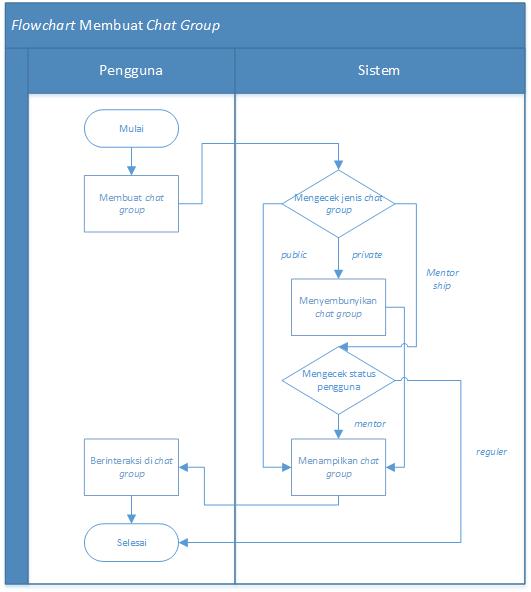 Flowchart Membuat Chat Group
Pengguna
Sistem
Mulai
Membuat chat
group
Mengecek jenis chat
group
public
private
Mentor
ship
Menyembunyikan
chat group
Mengecek status
pengguna
mentor
reguler
Menampilkan chat
group
Berinteraksi di chat
group
Selesai